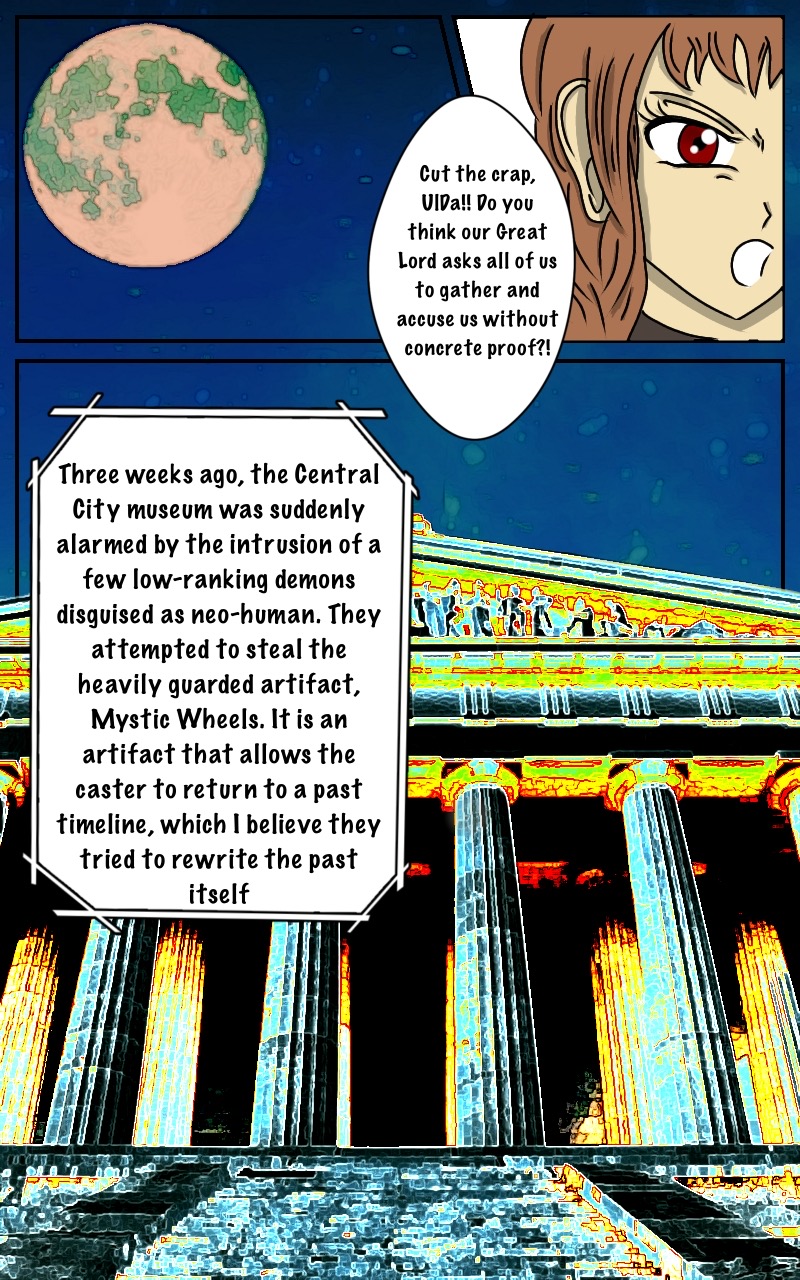 Cut the crap,
UlDa!! Do you
think our Great
Lord asks all of us
to gather and
accuse us without
concrete proof?!
Three weeks ago, the Central
City museum was suddenly
alarmed by the intrusion of a
few low-ranking demons
disguised as neo-human. They
attempted to steal the
heavily guarded artifact,
Mystic Wheels. It is an
artifact that allows the
caster to return to a past
timeline, which I believe they
tried to rewrite the past
itself